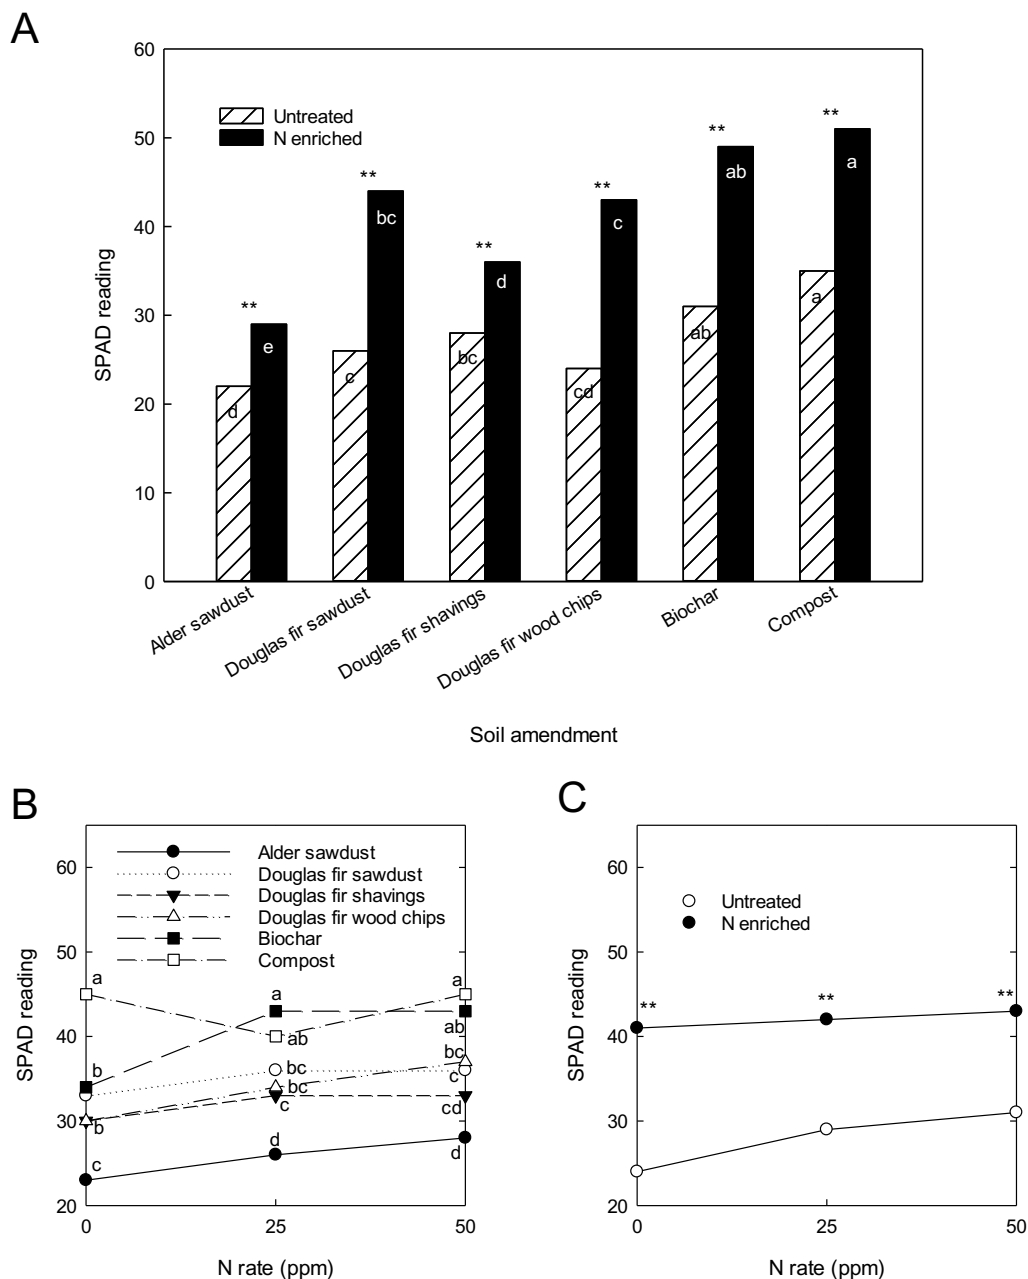 A
60
50
40
30
20
10
0
SPAD reading
Untreated
N enriched
** ** ** ** ** **
d e
c bc
bc d
cd c
ab ab
a a
Alder sawdust
Douglas fir sawdust
Douglas fir shavings
Douglas fir wood chips
Biochar
Compost
Soil amendment
B
60
50
40
30
20
SPAD reading
Alder sawdust
Douglas fir sawdust
Douglas fir shavings
Douglas fir wood chips
Biochar
Compost
a b b c
a ab bc bc c d
a ab bc c cd d
0 25 50
N rate (ppm)
C
60
50
40
30
20
SPAD reading
Untreated
N enriched
** ** **
0 25 50
N rate (ppm)